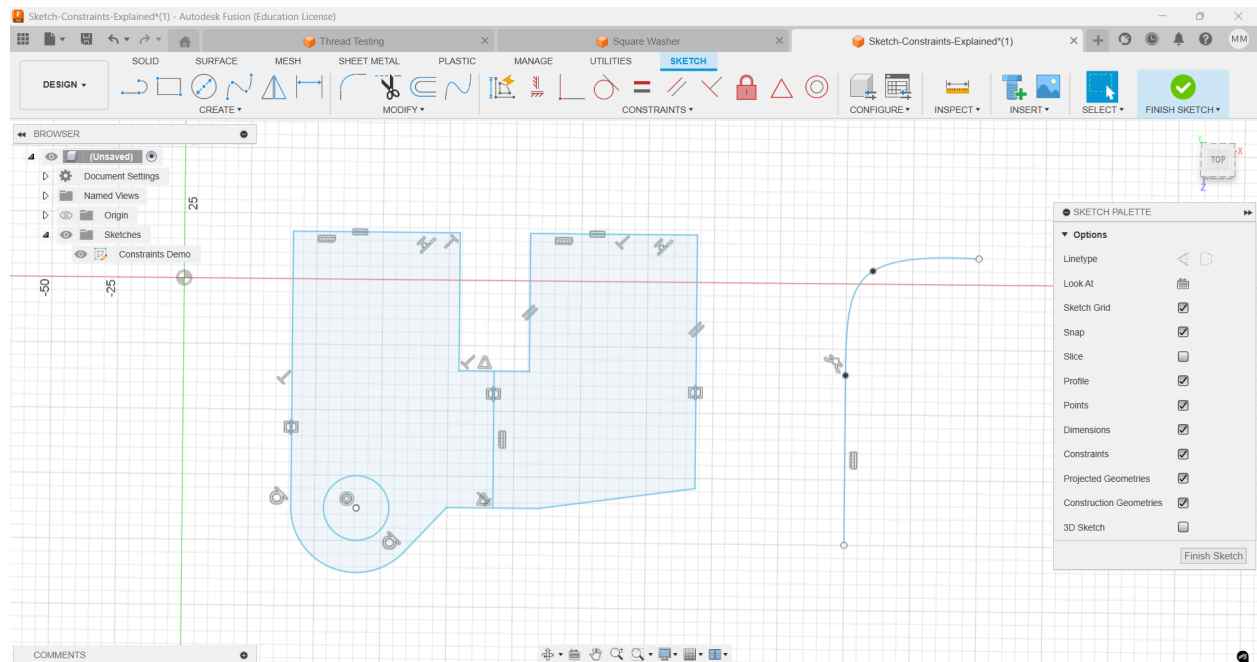 Sketch-Constraints-Explained*(1) - Autodesk Fusion (Education License)
Thread Testing
Square Washer
Sketch-Constraints-Explained*(1)
MM
DESIGN
SOLID
SURFACE
MESH
SHEET METAL
PLASTIC
MANAGE
UTILITIES
SKETCH
CREATE
MODIFY
CONSTRAINTS
CONFIGURE
INSPECT
INSERT
SELECT
FINISH SKETCH
BROWSER
(Unsaved)
Document Settings
Named Views
Origin
Sketches
Constraints Demo
25
-50
-25
TOP
X
Y
Z
SKETCH PALETTE
Options
Linetype
Look At
Sketch Grid
Snap
Slice
Profile
Points
Dimensions
Constraints
Projected Geometries
Construction Geometries
3D Sketch
Finish Sketch
COMMENTS